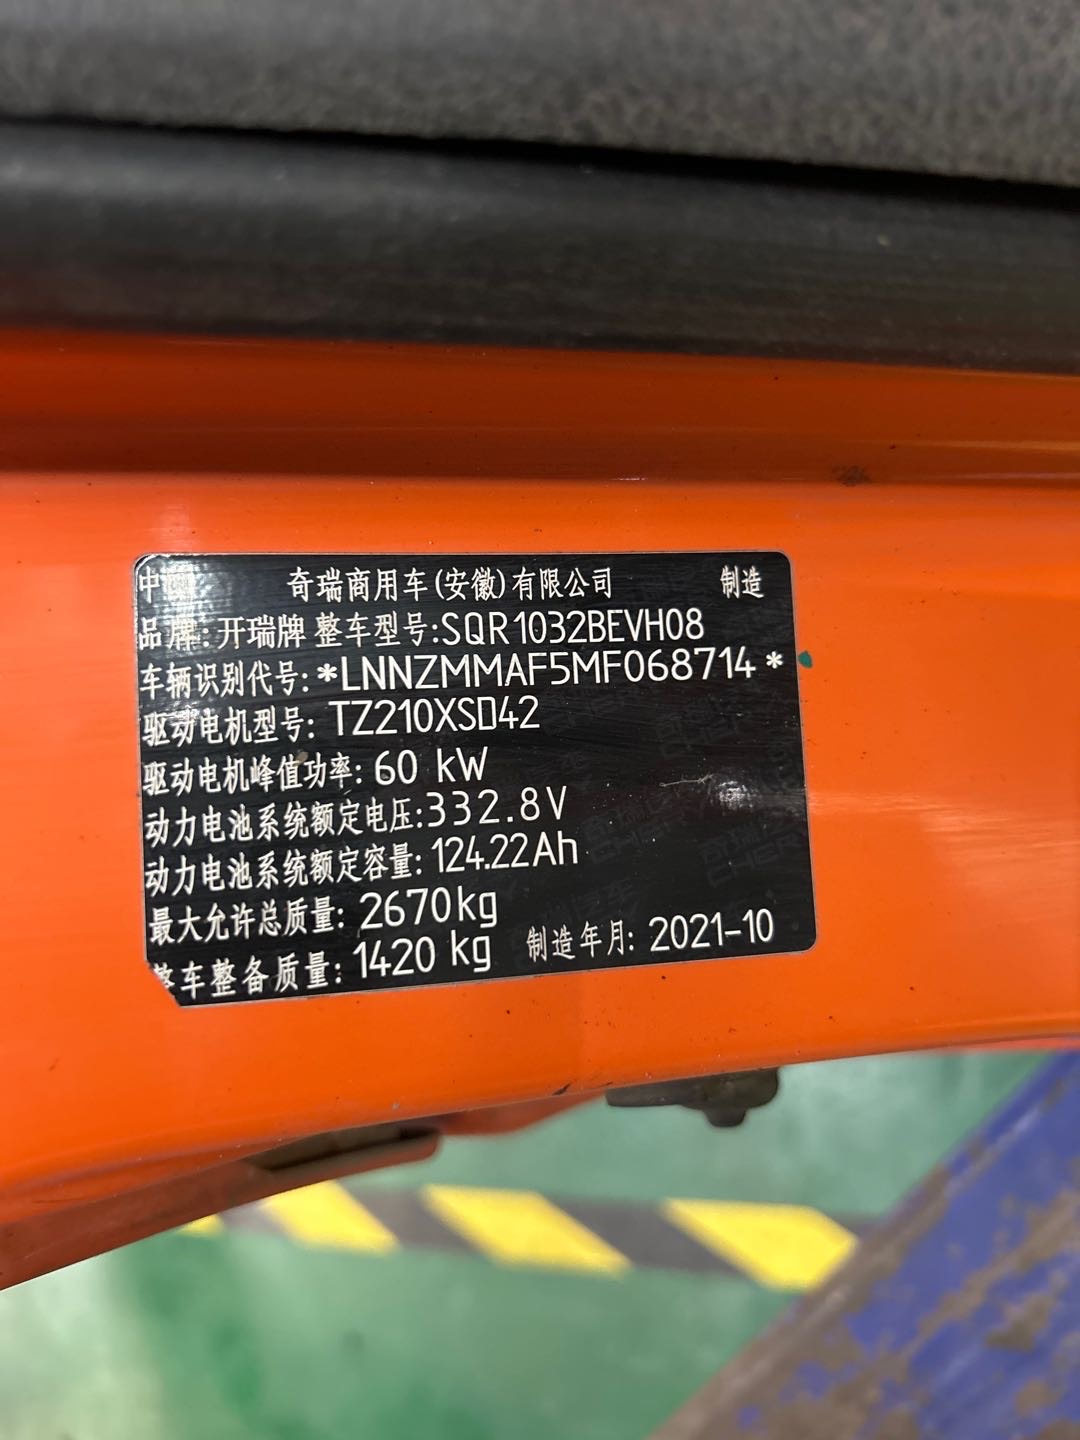 中国 奇瑞商用车(安徽)有限公司 制造
品牌:开瑞牌 整车型号:SQR1032BEVH08
车辆识别代号:*LNNZMMAF5MF068714*
驱动电机型号: TZ210XS□42
驱动电机峰值功率: 60 kW
动力电池系统额定电压:332.8V
动力电池系统额定容量:124.22Ah
最大允许总质量: 2670kg
整车整备质量: 1420 kg 制造年月: 2021-10